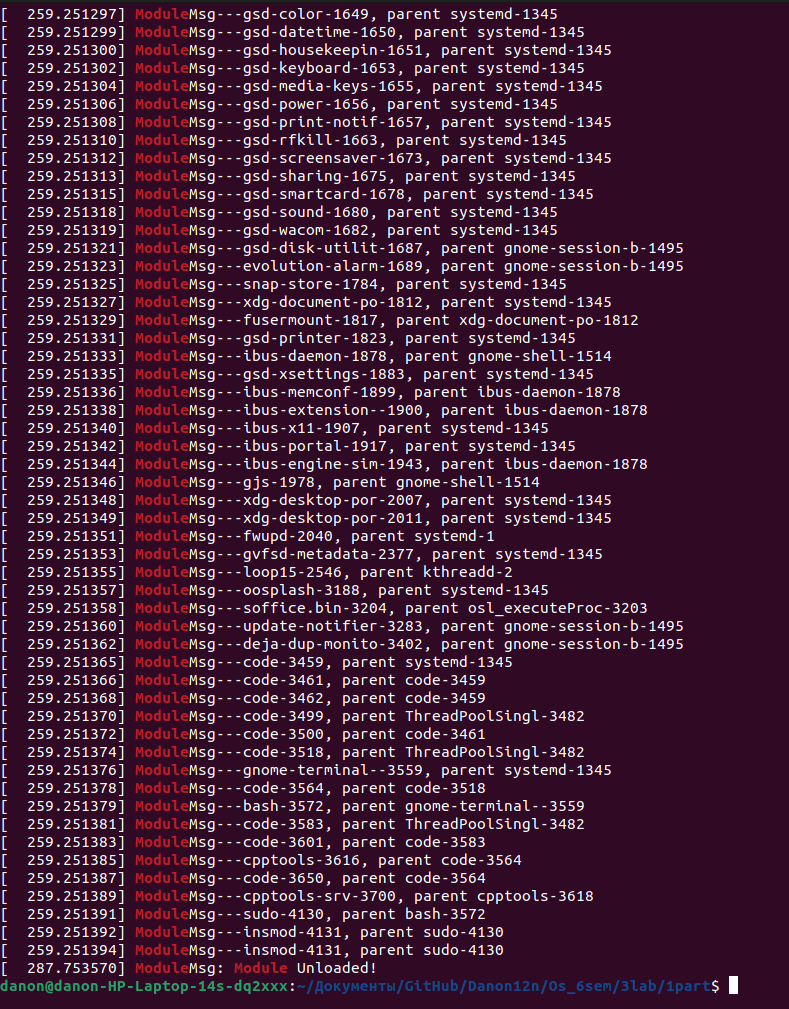 [  259.251297] ModuleMsg---gsd-color-1649, parent systemd-1345
[  259.251299] ModuleMsg---gsd-datetime-1650, parent systemd-1345
[  259.251300] ModuleMsg---gsd-housekeepin-1651, parent systemd-1345
[  259.251302] ModuleMsg---gsd-keyboard-1653, parent systemd-1345
[  259.251304] ModuleMsg---gsd-media-keys-1655, parent systemd-1345
[  259.251306] ModuleMsg---gsd-power-1656, parent systemd-1345
[  259.251308] ModuleMsg---gsd-print-notif-1657, parent systemd-1345
[  259.251310] ModuleMsg---gsd-rfkill-1663, parent systemd-1345
[  259.251312] ModuleMsg---gsd-screensaver-1673, parent systemd-1345
[  259.251313] ModuleMsg---gsd-sharing-1675, parent systemd-1345
[  259.251315] ModuleMsg---gsd-smartcard-1678, parent systemd-1345
[  259.251318] ModuleMsg---gsd-sound-1680, parent systemd-1345
[  259.251319] ModuleMsg---gsd-wacom-1682, parent systemd-1345
[  259.251321] ModuleMsg---gsd-disk-utilit-1687, parent gnome-session-b-1495
[  259.251323] ModuleMsg---evolution-alarm-1689, parent gnome-session-b-1495
[  259.251325] ModuleMsg---snap-store-1784, parent systemd-1345
[  259.251327] ModuleMsg---xdg-document-po-1812, parent systemd-1345
[  259.251329] ModuleMsg---fusermount-1817, parent xdg-document-po-1812
[  259.251331] ModuleMsg---gsd-printer-1823, parent systemd-1345
[  259.251333] ModuleMsg---ibus-daemon-1878, parent gnome-shell-1514
[  259.251335] ModuleMsg---gsd-xsettings-1883, parent systemd-1345
[  259.251336] ModuleMsg---ibus-memconf-1899, parent ibus-daemon-1878
[  259.251338] ModuleMsg---ibus-extension--1900, parent ibus-daemon-1878
[  259.251340] ModuleMsg---ibus-x11-1907, parent systemd-1345
[  259.251342] ModuleMsg---ibus-portal-1917, parent systemd-1345
[  259.251344] ModuleMsg---ibus-engine-sim-1943, parent ibus-daemon-1878
[  259.251346] ModuleMsg---gjs-1978, parent gnome-shell-1514
[  259.251348] ModuleMsg---xdg-desktop-por-2007, parent systemd-1345
[  259.251349] ModuleMsg---xdg-desktop-por-2011, parent systemd-1345
[  259.251351] ModuleMsg---fwupd-2040, parent systemd-1
[  259.251353] ModuleMsg---gvfsd-metadata-2377, parent systemd-1345
[  259.251355] ModuleMsg---loop15-2546, parent kthreadd-2
[  259.251357] ModuleMsg---oosplash-3188, parent systemd-1345
[  259.251358] ModuleMsg---soffice.bin-3204, parent osl_executeProc-3203
[  259.251360] ModuleMsg---update-notifier-3283, parent gnome-session-b-1495
[  259.251362] ModuleMsg---deja-dup-monito-3402, parent gnome-session-b-1495
[  259.251365] ModuleMsg---code-3459, parent systemd-1345
[  259.251366] ModuleMsg---code-3461, parent code-3459
[  259.251368] ModuleMsg---code-3462, parent code-3459
[  259.251370] ModuleMsg---code-3499, parent ThreadPoolSingl-3482
[  259.251372] ModuleMsg---code-3500, parent code-3461
[  259.251374] ModuleMsg---code-3518, parent ThreadPoolSingl-3482
[  259.251376] ModuleMsg---gnome-terminal--3559, parent systemd-1345
[  259.251378] ModuleMsg---code-3564, parent code-3518
[  259.251379] ModuleMsg---bash-3572, parent gnome-terminal--3559
[  259.251381] ModuleMsg---code-3583, parent ThreadPoolSingl-3482
[  259.251383] ModuleMsg---code-3601, parent code-3583
[  259.251385] ModuleMsg---cpptools-3616, parent code-3564
[  259.251387] ModuleMsg---code-3650, parent code-3564
[  259.251389] ModuleMsg---cpptools-srv-3700, parent cpptools-3618
[  259.251391] ModuleMsg---sudo-4130, parent bash-3572
[  259.251392] ModuleMsg---insmod-4131, parent sudo-4130
[  259.251394] ModuleMsg---insmod-4131, parent sudo-4130
[  287.753570] ModuleMsg: Module Unloaded!
danon@danon-HP-Laptop-14s-dq2xxx:~/Документы/GitHub/Danon12n/Os_6sem/3lab/1part$